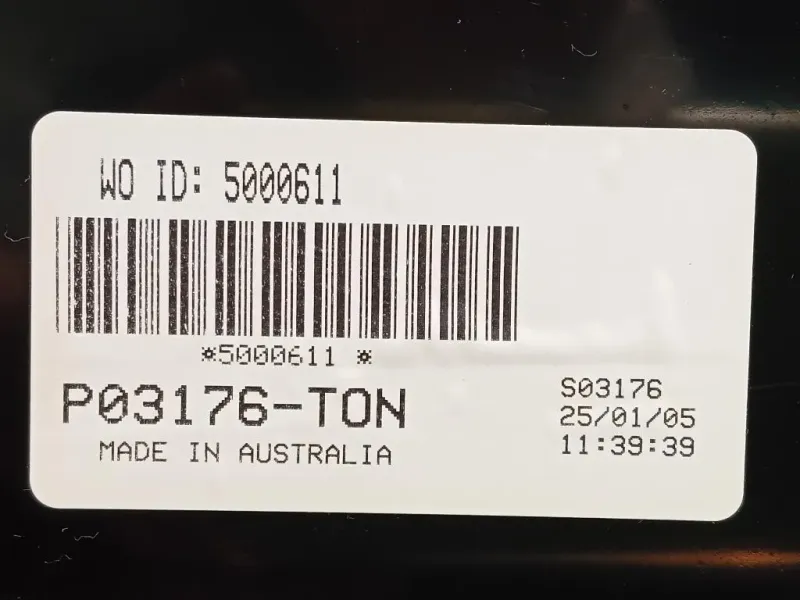 WO ID: 5000611
*5000611 *
P03176-TON
MADE IN AUSTRALIA
S03176
25/01/05
11:39:39